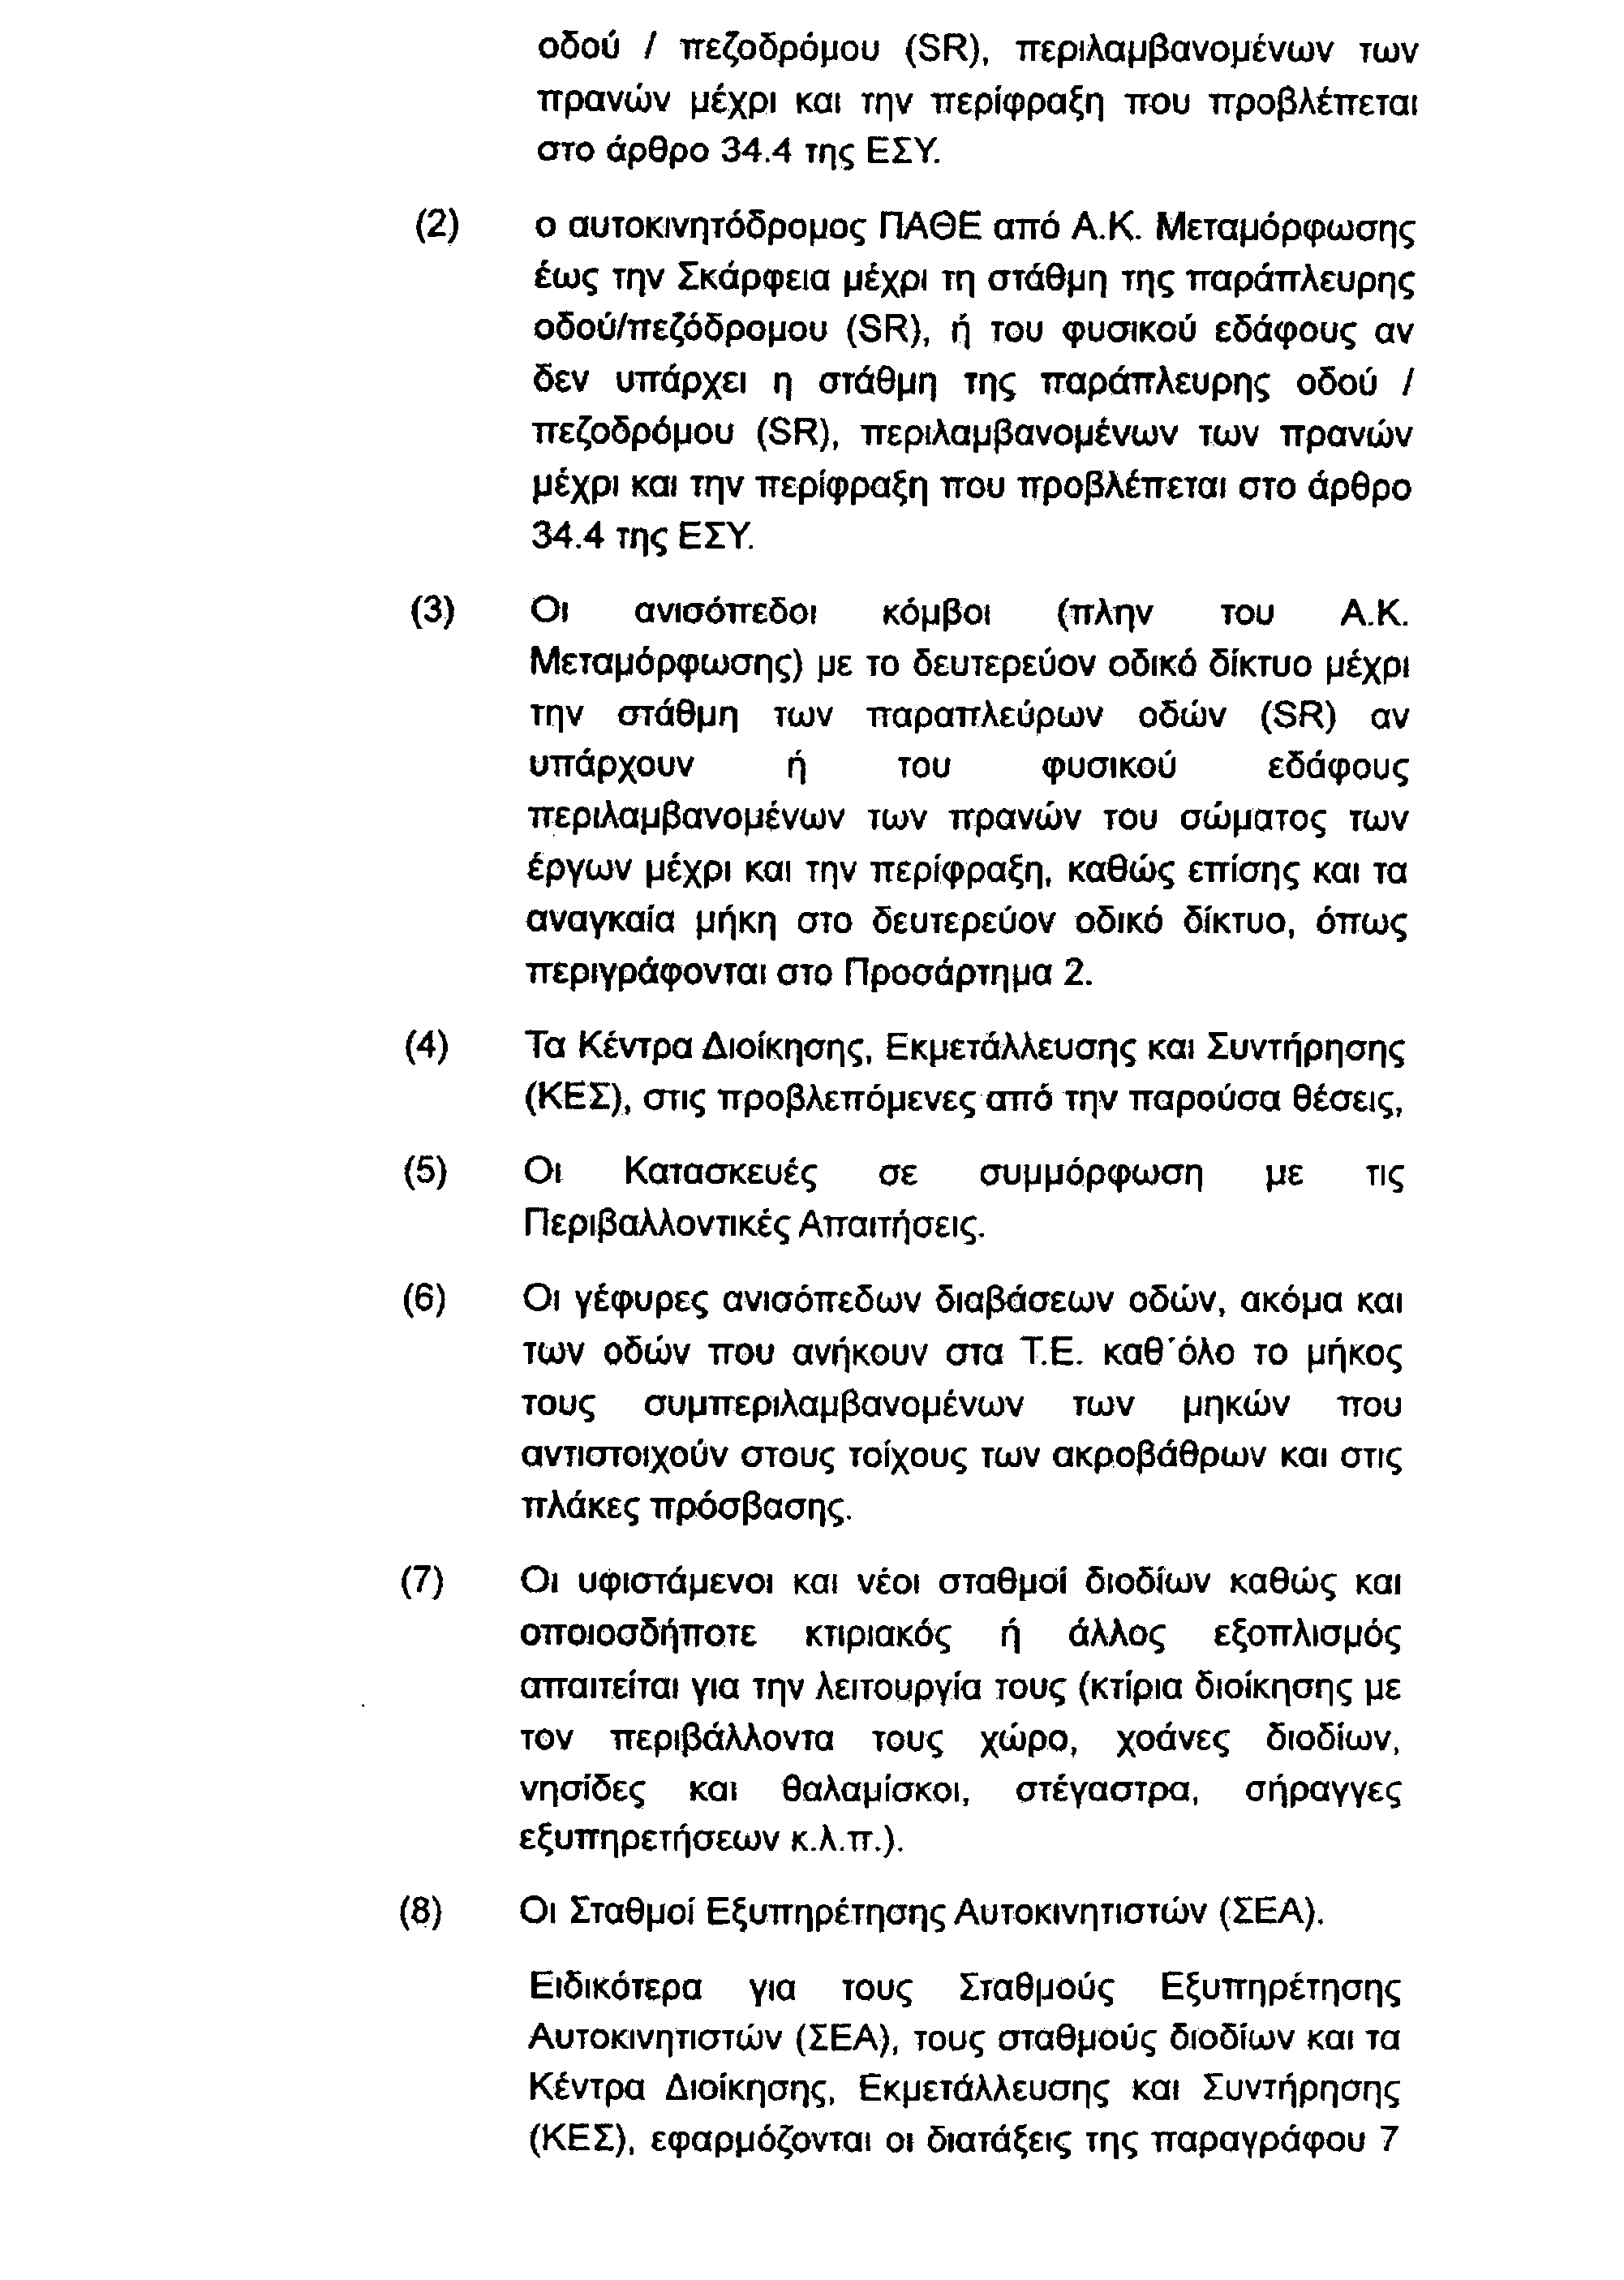 οδού / πεζοδρόμου (SR), περιλαμβανομένων των
πρανών μέχρι και την περίφραξη που προβλέπεται
στο άρθρο 34.4 της ΕΣΥ.
(2) ο αυτοκινητόδρομος ΠΑΘΕ από Α.Κ. Μεταμόρφωσης
έως την Σκάρφεια μέχρι τη στάθμη της παράπλευρης
οδού/πεζόδρομου (SR), ή του φυσικού εδάφους αν
δεν υπάρχει η στάθμη της παράπλευρης οδού /
πεζοδρόμου (SR), περιλαμβανομένων των πρανών
μέχρι και την περίφραξη που προβλέπεται στο άρθρο
34.4 της ΕΣΥ.
(3) Οι ανισόπεδοι κόμβοι (πλην του Α.Κ.
Μεταμόρφωσης) με το δευτερεύον οδικό δίκτυο μέχρι
την στάθμη των παραπλεύρων οδών (SR) αν
υπάρχουν ή του φυσικού εδάφους
περιλαμβανομένων των πρανών του σώματος των
έργων μέχρι και την περίφραξη, καθώς επίσης και τα
αναγκαία μήκη στο δευτερεύον οδικό δίκτυο, όπως
περιγράφονται στο Προσάρτημα 2.
(4) Τα Κέντρα Διοίκησης, Εκμετάλλευσης και Συντήρησης
(ΚΕΣ), στις προβλεπόμενες από την παρούσα θέσεις,
(5) Οι Κατασκευές σε συμμόρφωση με τις
Περιβαλλοντικές Απαιτήσεις.
(6) Οι γέφυρες ανισόπεδων διαβάσεων οδών, ακόμα και
των οδών που ανήκουν στα Τ.Ε. καθ΄όλο το μήκος
τους συμπεριλαμβανομένων των μηκών που
αντιστοιχούν στους τοίχους των ακροβάθρων και στις
πλάκες πρόσβασης.
(7) Οι υφιστάμενοι και νέοι σταθμοί διοδίων καθώς και
οποιοσδήποτε κτιριακός ή άλλος εξοπλισμός
απαιτείται για την λειτουργία τους (κτίρια διοίκησης με
τον περιβάλλοντα τους χώρο, χοάνες διοδίων,
νησίδες και θαλαμίσκοι, στέγαστρα, σήραγγες
εξυπηρετήσεων κ.λ.π.).
(8) Οι Σταθμοί Εξυπηρέτησης Αυτοκινητιστών (ΣΕΑ).
Ειδικότερα για τους Σταθμούς Εξυπηρέτησης
Αυτοκινητιστών (ΣΕΑ), τους σταθμούς διοδίων και τα
Κέντρα Διοίκησης, Εκμετάλλευσης και Συντήρησης
(ΚΕΣ), εφαρμόζονται οι διατάξεις της παραγράφου 7